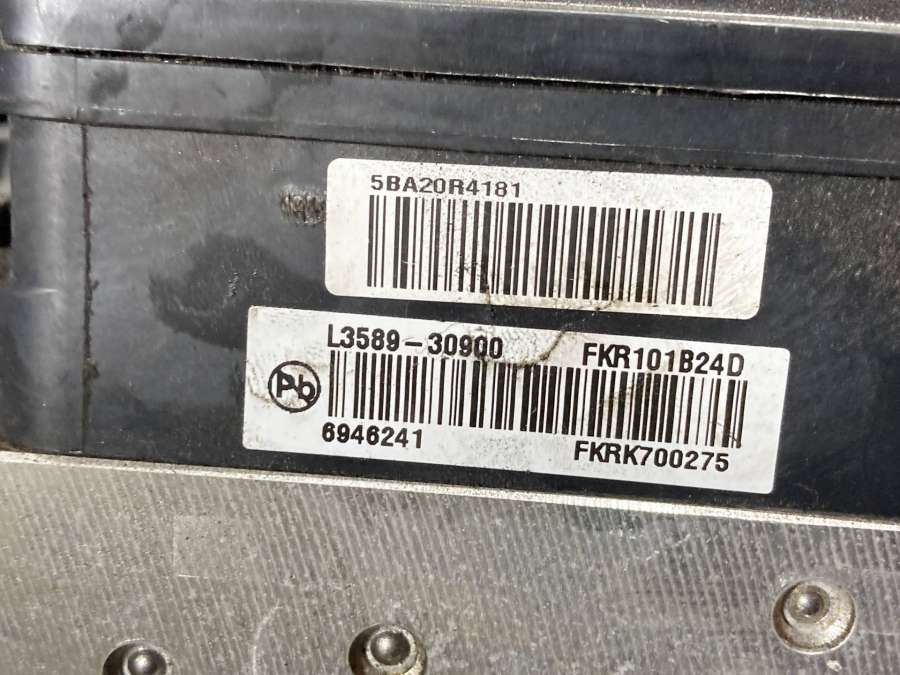 5BA20R4181
L3589-30900 FKR101B24D
Pb
6946241 FKRK700275